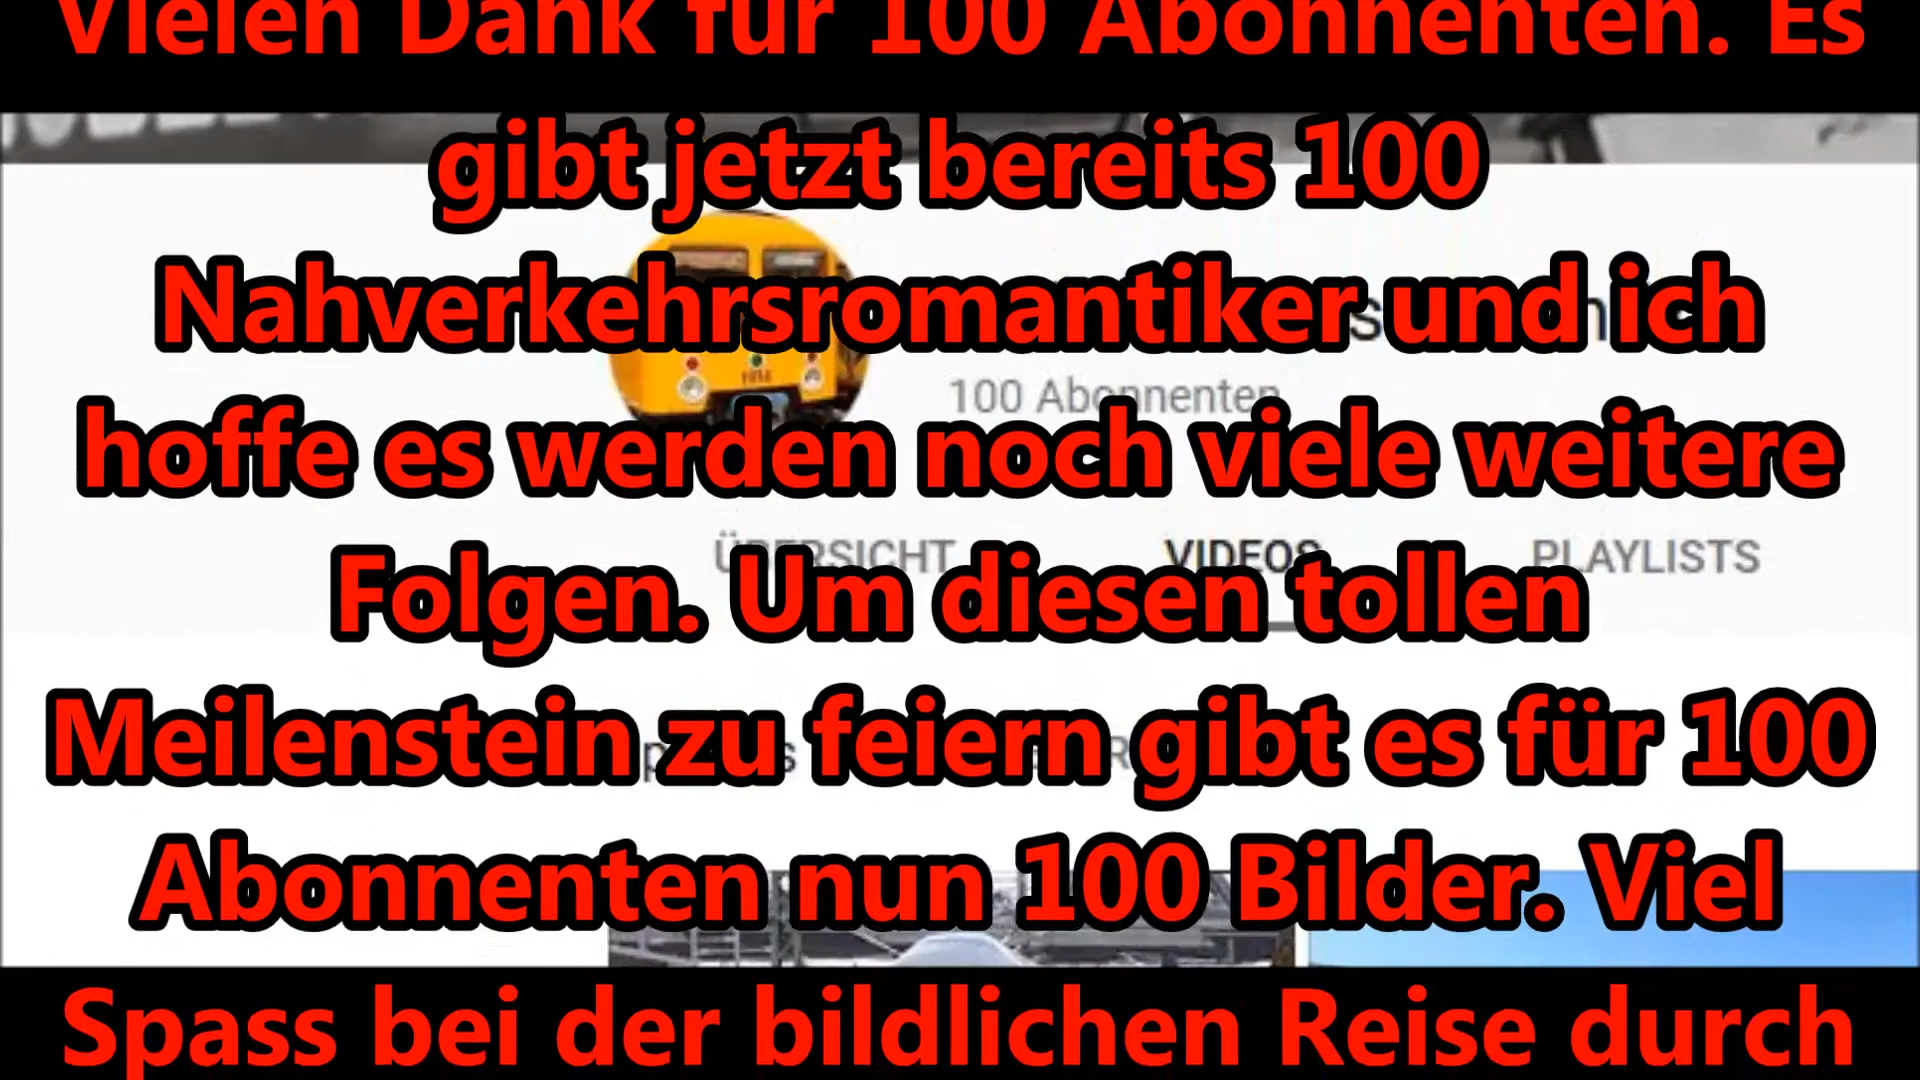 Vielen Dank für 100 Abonnenten. Es
gibt jetzt bereits 100
Nahverkehrsromantiker und ich
100 Abonnenten
hoffe es werden noch viele weitere
ÜBERSICHT VIDEOS PLAYLISTS
Folgen. Um diesen tollen
Meilenstein zu feiern gibt es für 100
Abonnenten nun 100 Bilder. Viel
Spass bei der bildlichen Reise durch